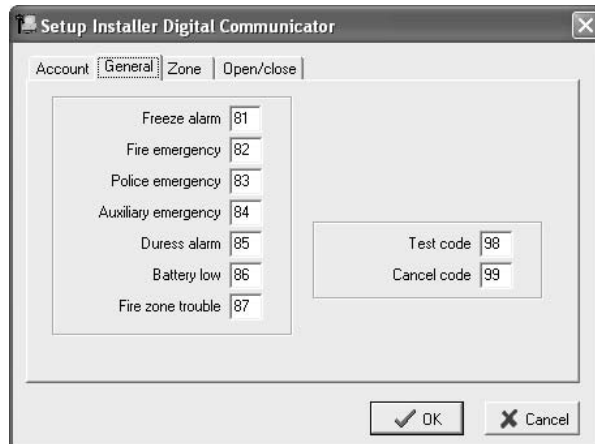 Setup Installer Digital Communicator
Account General Zone Open/close
Freeze alarm 81
Fire emergency 82
Police emergency 83
Auxiliary emergency 84
Duress alarm 85
Battery low 86
Fire zone trouble 87
Test code 98
Cancel code 99
OK Cancel